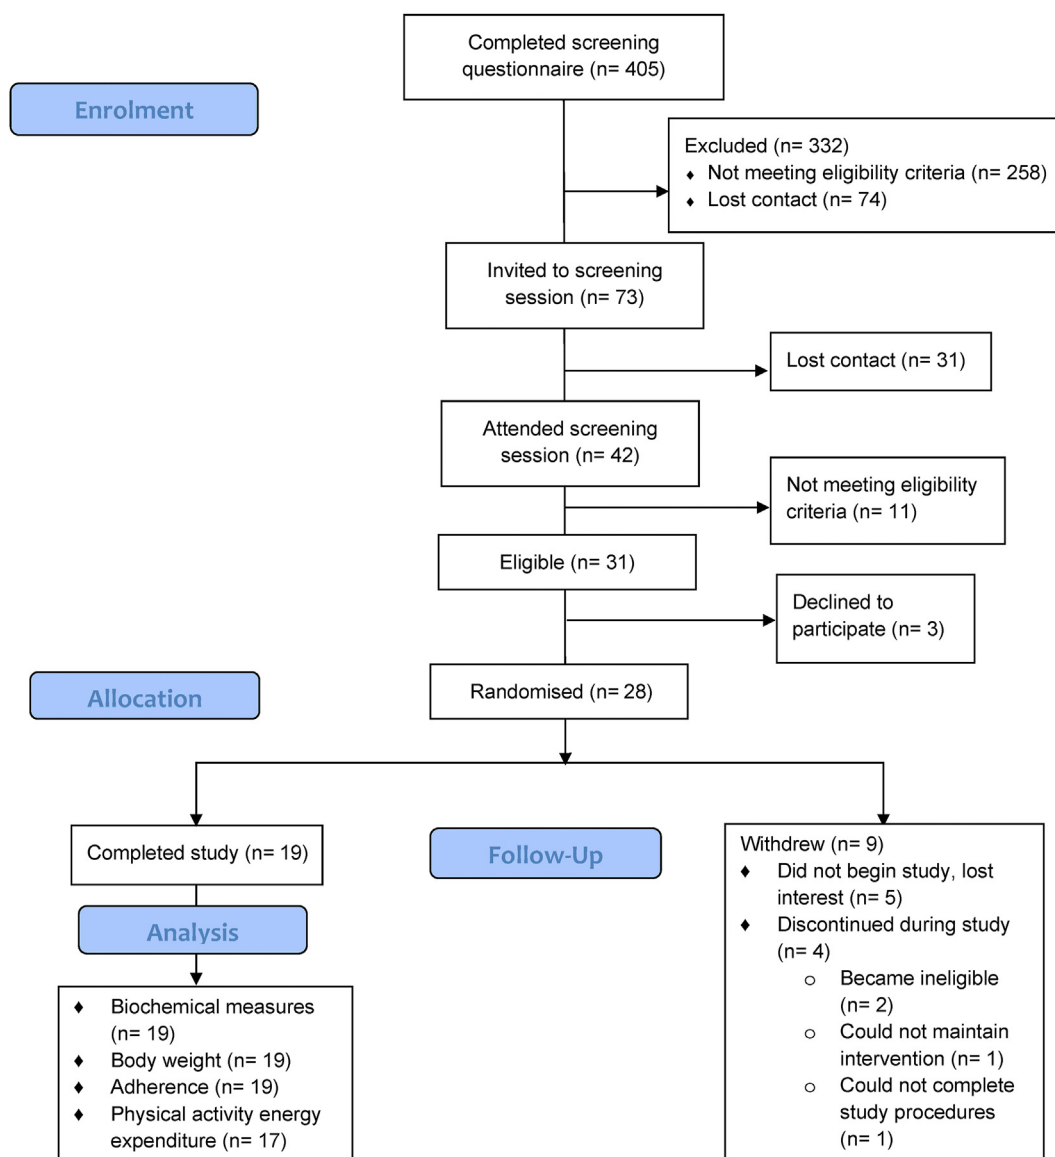 Completed screening
questionnaire (n= 405)
Enrolment
Excluded (n= 332)
♦ Not meeting eligibility criteria (n= 258)
♦ Lost contact (n= 74)
Invited to screening
session (n= 73)
Lost contact (n= 31)
Attended screening
session (n= 42)
Not meeting eligibility
criteria (n= 11)
Eligible (n= 31)
Declined to
participate (n= 3)
Randomised (n= 28)
Allocation
Completed study (n= 19)
Follow-Up
Withdrew (n= 9)
♦ Did not begin study, lost
interest (n= 5)
♦ Discontinued during study
(n= 4)
o Became ineligible
(n= 2)
o Could not maintain
intervention (n= 1)
o Could not complete
study procedures
(n= 1)
Analysis
♦ Biochemical measures
(n= 19)
♦ Body weight (n= 19)
♦ Adherence (n= 19)
♦ Physical activity energy
expenditure (n= 17)